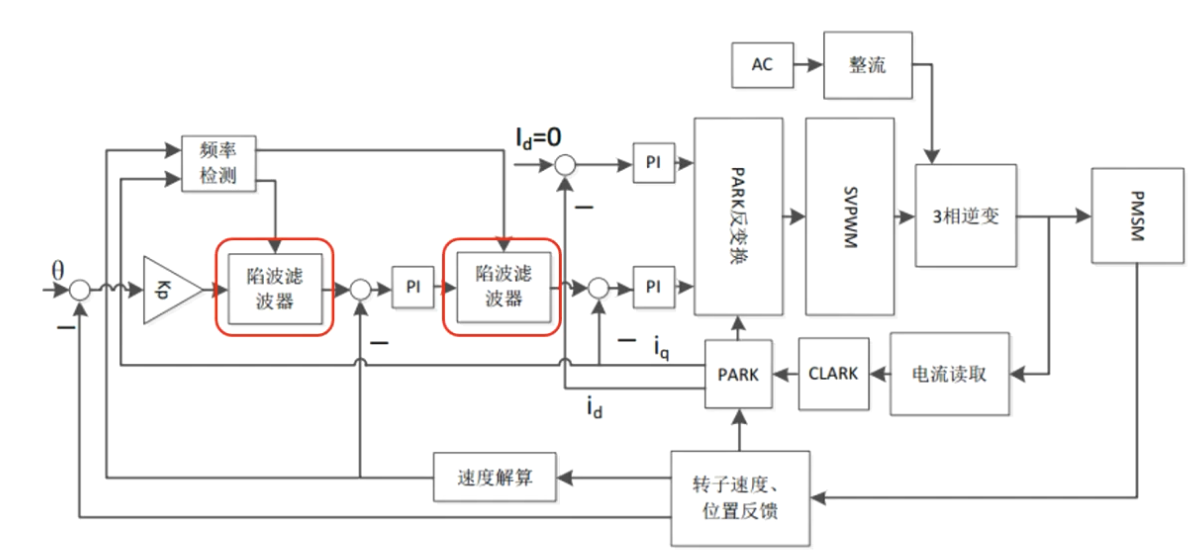 AC
整流
频率
检测
I_d=0
PI
PARK反变换
SVPWM
3相逆变
PMSM
θ
Kp
陷波滤
波器
PI
陷波滤
波器
PI
−
−
−
−
i_q
i_d
PARK
CLARK
电流读取
速度解算
转子速度、
位置反馈